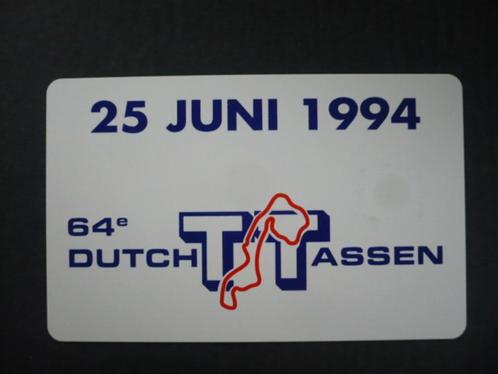 25 JUNI 1994
64e
DUTCH TT ASSEN